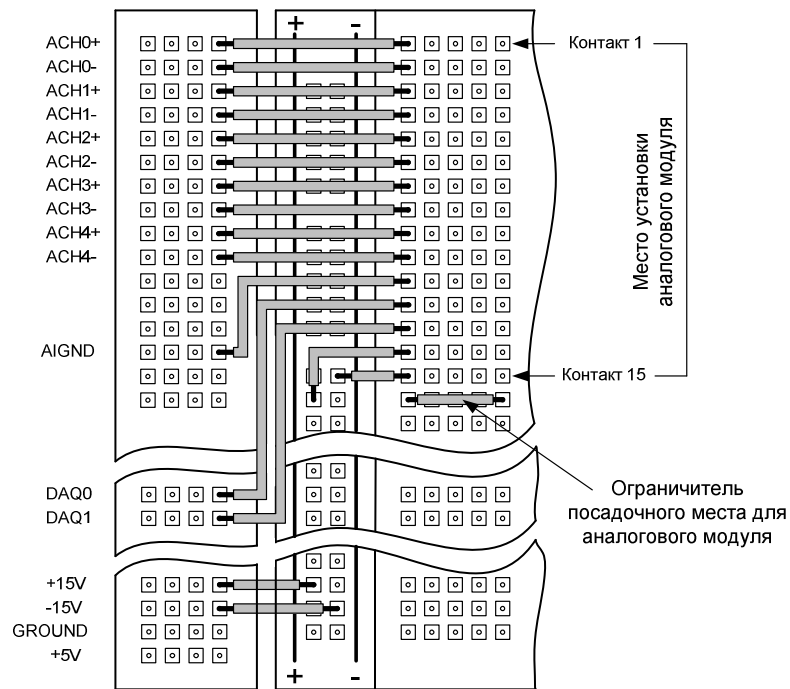 + -
ACH0+
ACH0-
ACH1+
ACH1-
ACH2+
ACH2-
ACH3+
ACH3-
ACH4+
ACH4-
AIGND
Контакт 1
Место установки
аналогового модуля
Контакт 15
DAQ0
DAQ1
Ограничитель
посадочного места для
аналогового модуля
+15V
-15V
GROUND
+5V
+ -